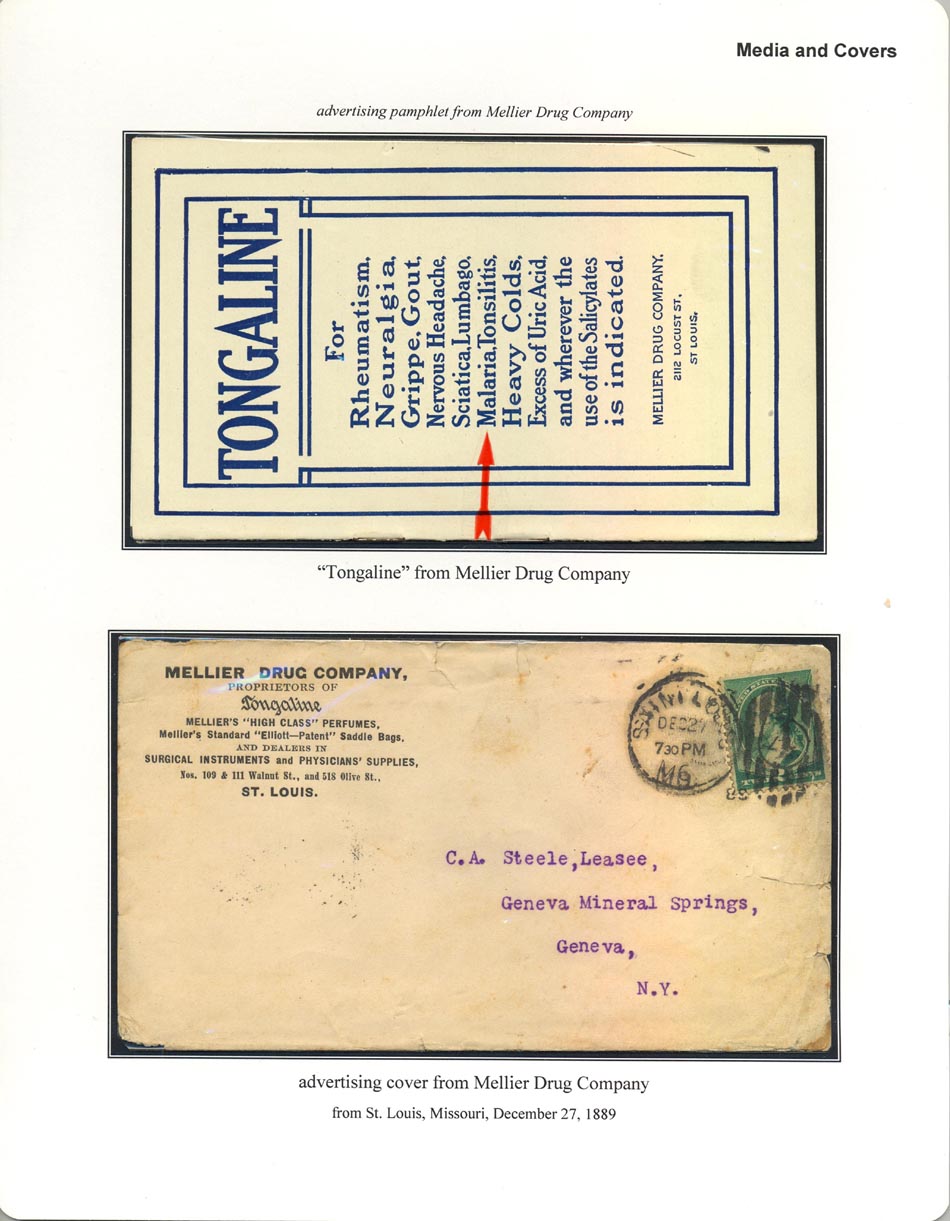 Media and Covers
advertising pamphlet from Mellier Drug Company
TONGALINE
For
Rheumatism,
Neuralgia,
Grippe, Gout,
Nervous Headache,
Sciatica, Lumbago,
Malaria, Tonsilitis,
Heavy Colds,
Excess of Uric Acid,
and wherever the
use of the Salicylates
is indicated.
MELLIER DRUG COMPANY.
2112 LOCUST ST.
ST LOUIS.
“Tongaline” from Mellier Drug Company
MELLIER DRUG COMPANY,
PROPRIETORS OF
Tongaline
MELLIER'S "HIGH CLASS" PERFUMES,
Mellier's Standard "Elliott—Patent" Saddle Bags,
AND DEALERS IN
SURGICAL INSTRUMENTS and PHYSICIANS' SUPPLIES,
Nos. 109 & 111 Walnut St., and 518 Olive St.,
ST. LOUIS.
SAINT LOUIS
DEC 27
730 PM
MO.
89
C.A. Steele,Leasee,
Geneva Mineral Springs,
Geneva,
N.Y.
advertising cover from Mellier Drug Company
from St. Louis, Missouri, December 27, 1889